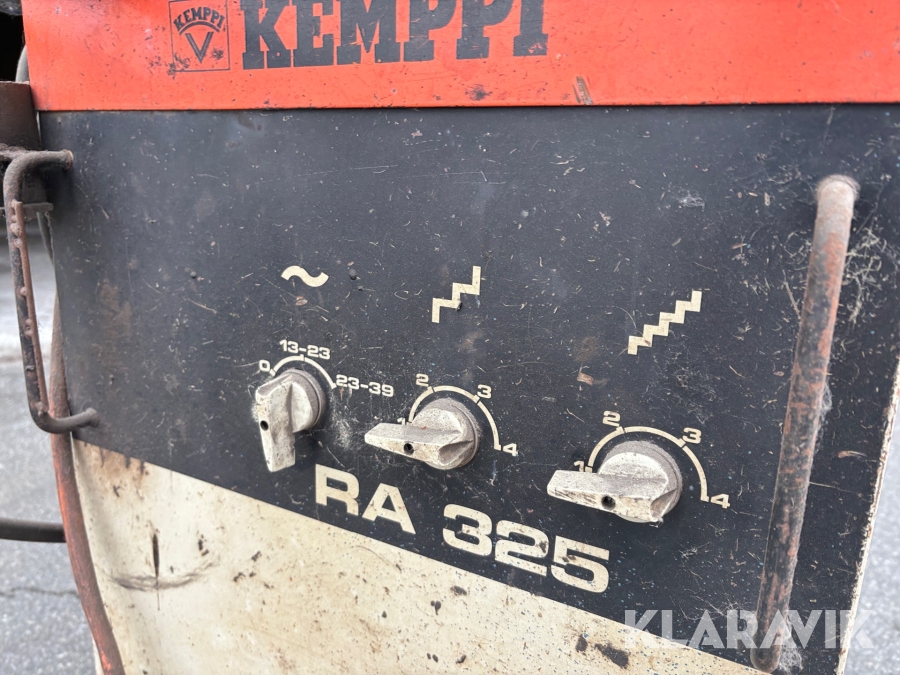 KEMPPI
KEMPPI
0 13-23 23-39
1 2 3 4
1 2 3 4
RA 325
KLARAVIK